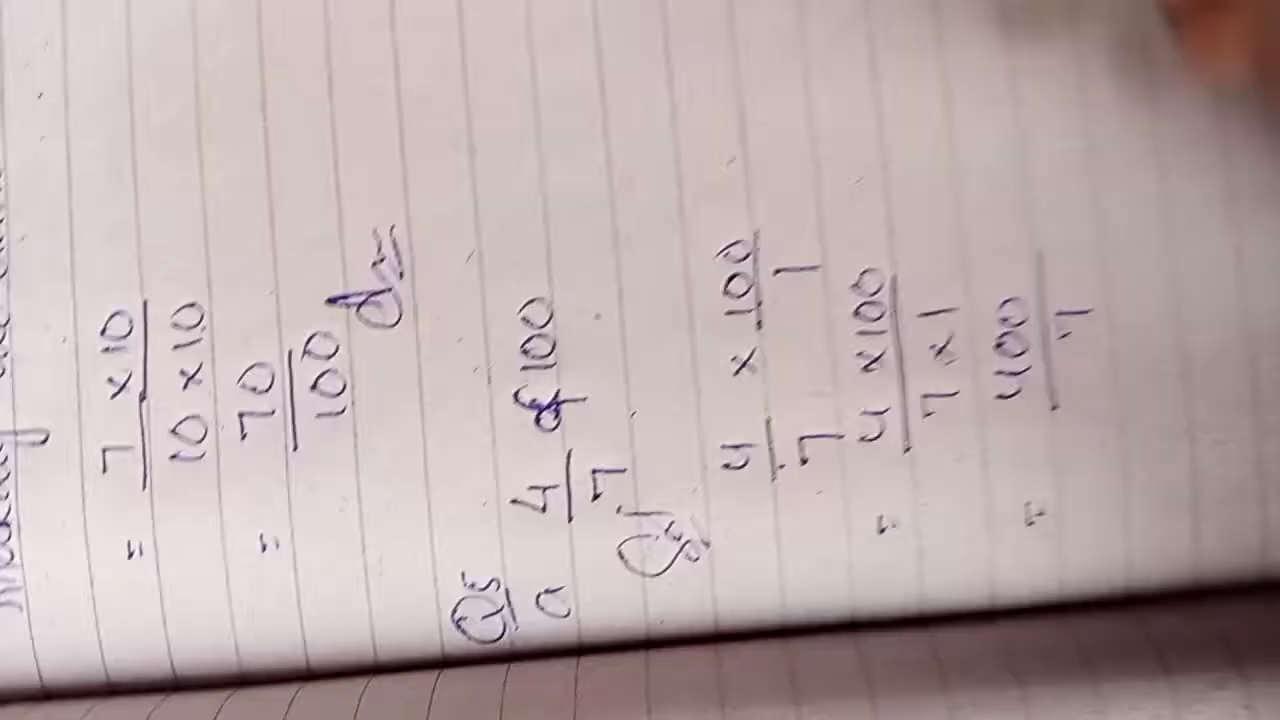 = 7 × 10 / 10 × 10
= 70 / 100 Ans
Q5
a 4/7 of 100
Sol
4/7 × 100/1
= 4 × 100 / 7 × 1
= 400 / 7